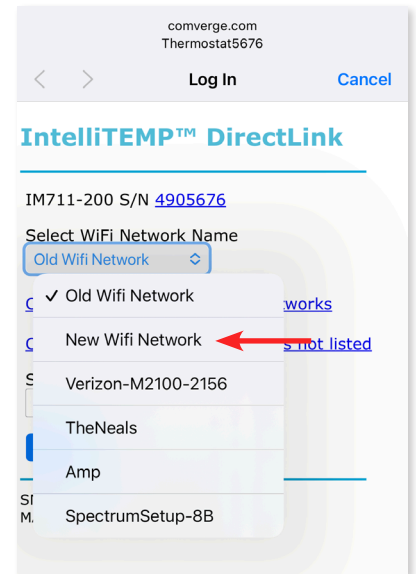 comverge.com
Thermostat5676
Log In
Cancel
IntelliTEMP™ DirectLink
IM711-200 S/N 4905676
Select WiFi Network Name
Old Wifi Network
✓ Old Wifi Network
New Wifi Network
not listed
Verizon-M2100-2156
TheNeals
Amp
SpectrumSetup-8B